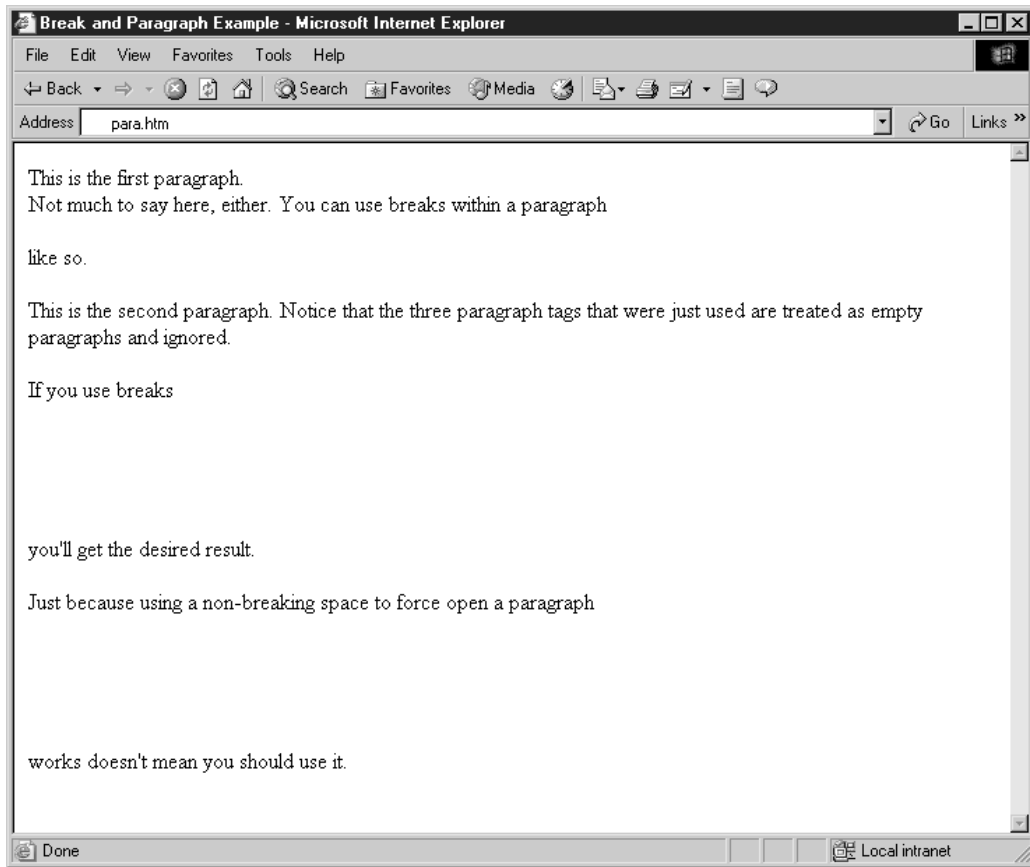 Break and Paragraph Example - Microsoft Internet Explorer
File Edit View Favorites Tools Help
Back Search Favorites Media
Address para.htm Go Links »
This is the first paragraph.
Not much to say here, either. You can use breaks within a paragraph
like so.
This is the second paragraph. Notice that the three paragraph tags that were just used are treated as empty
paragraphs and ignored.
If you use breaks
you'll get the desired result.
Just because using a non-breaking space to force open a paragraph
works doesn't mean you should use it.
Done Local intranet